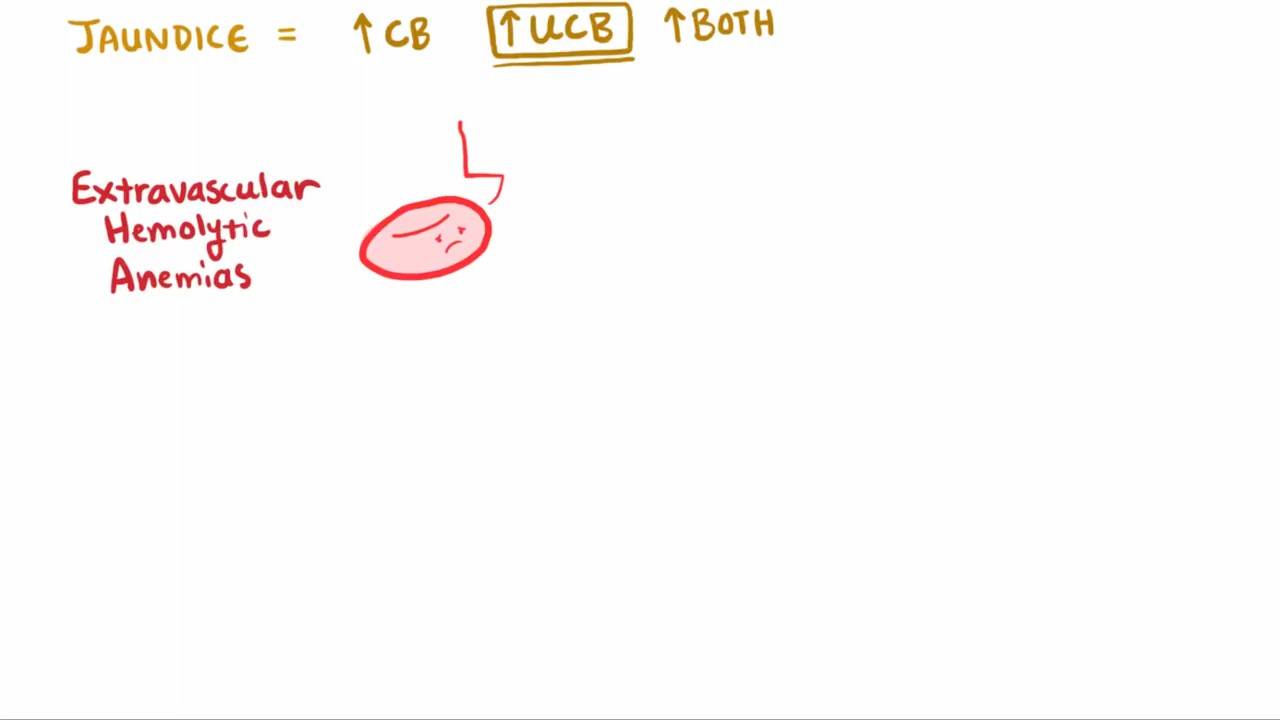 JAUNDICE = ↑CB ↑UCB ↑BOTH
Extravascular
Hemolytic
Anemias